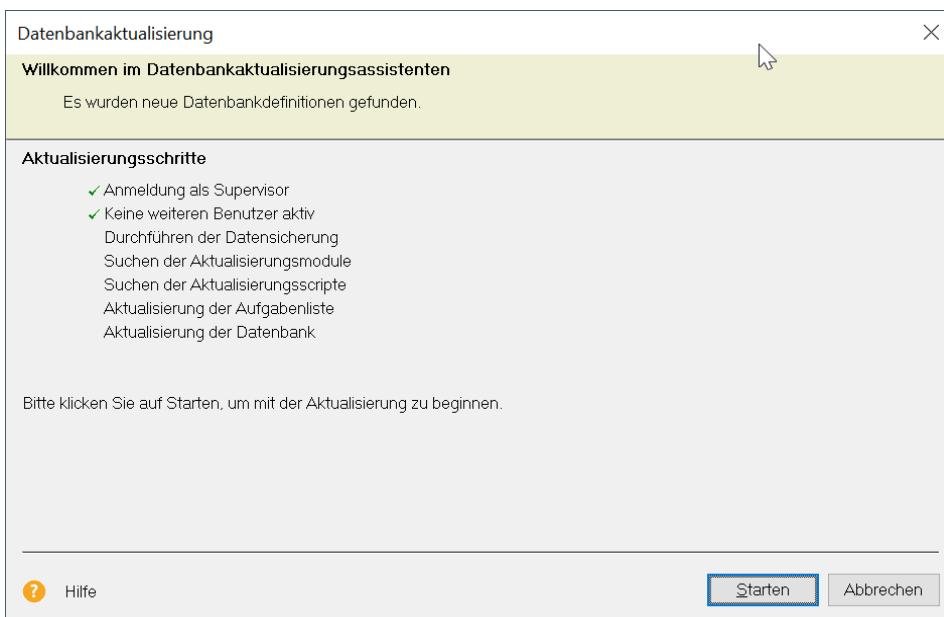 Datenbankaktualisierung
Willkommen im Datenbankaktualisierungsassistenten
Es wurden neue Datenbankdefinitionen gefunden.
Aktualisierungsschritte
Anmeldung als Supervisor
Keine weiteren Benutzer aktiv
Durchführen der Datensicherung
Suchen der Aktualisierungsmodule
Suchen der Aktualisierungsscripte
Aktualisierung der Aufgabenliste
Aktualisierung der Datenbank
Bitte klicken Sie auf Starten, um mit der Aktualisierung zu beginnen.
? Hilfe Starten Abbrechen